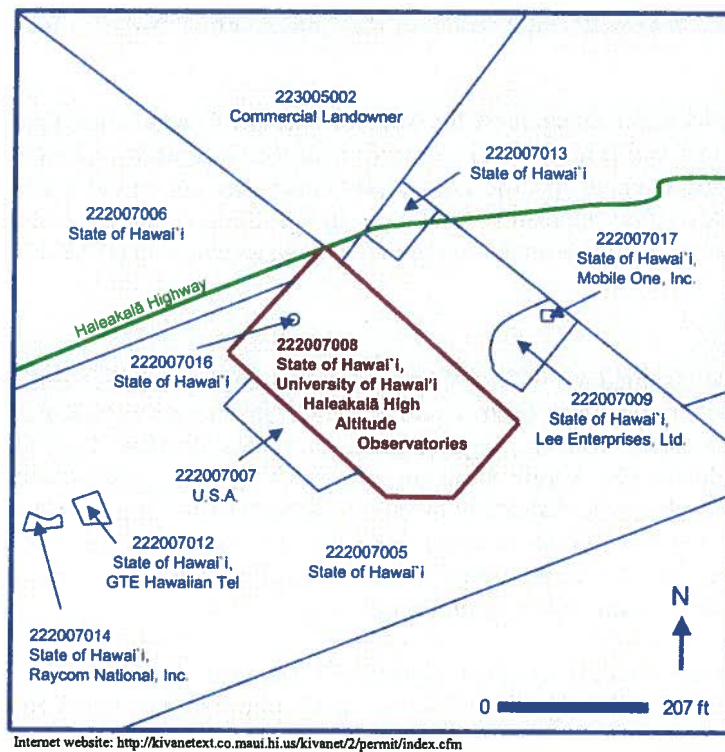 223005002
Commercial Landowner
222007013
State of Hawai`i
222007006
State of Hawai`i
222007017
State of Hawai`i,
Mobile One, Inc.
Haleakalā Highway
222007016
State of Hawai`i
222007008
State of Hawai`i,
University of Hawai'i
Haleakalā High
Altitude
Observatories
222007009
State of Hawai`i,
Lee Enterprises, Ltd.
222007007
U.S.A.
222007012
State of Hawai`i,
GTE Hawaiian Tel
222007005
State of Hawai`i
222007014
State of Hawai`i,
Raycom National, Inc.
N
0 207 ft
Internet website: http://kivanetext.co.maui.hi.us/kivanet/2/permit/index.cfm